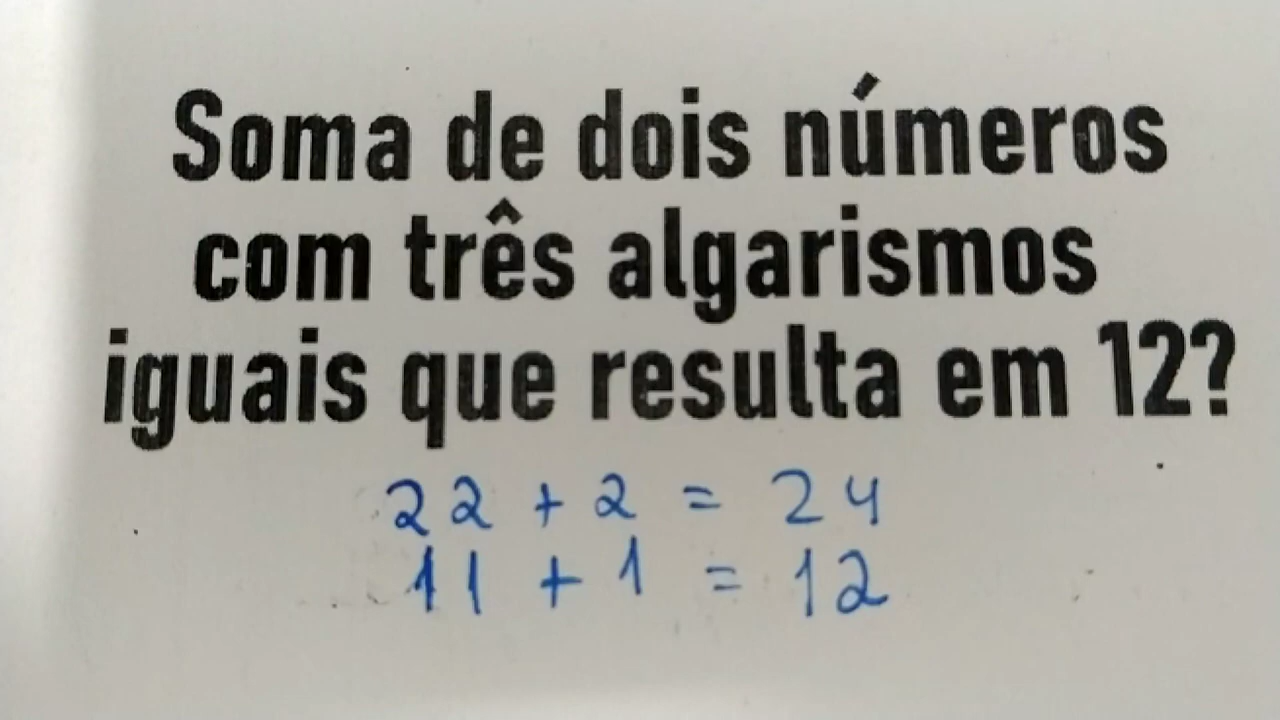 Soma de dois números
com três algarismos
iguais que resulta em 12?
22 + 2 = 24
11 + 1 = 12